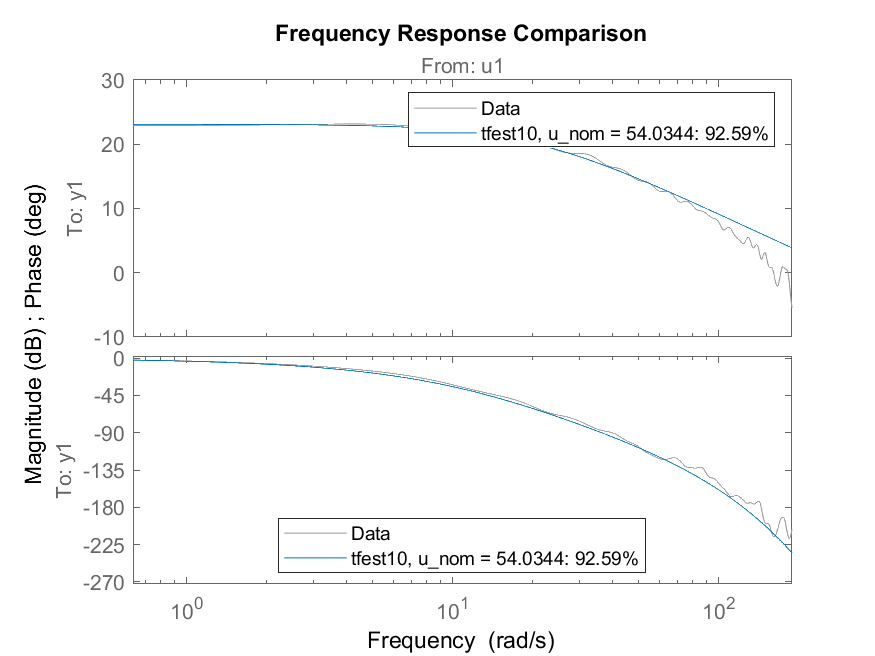 Frequency Response Comparison
From: u1
30
20
10
0
-10
To: y1
Data
tfest10, u_nom = 54.0344: 92.59%
Magnitude (dB) ; Phase (deg)
0
-45
-90
-135
-180
-225
-270
To: y1
Data
tfest10, u_nom = 54.0344: 92.59%
10^0 10^1 10^2
Frequency (rad/s)